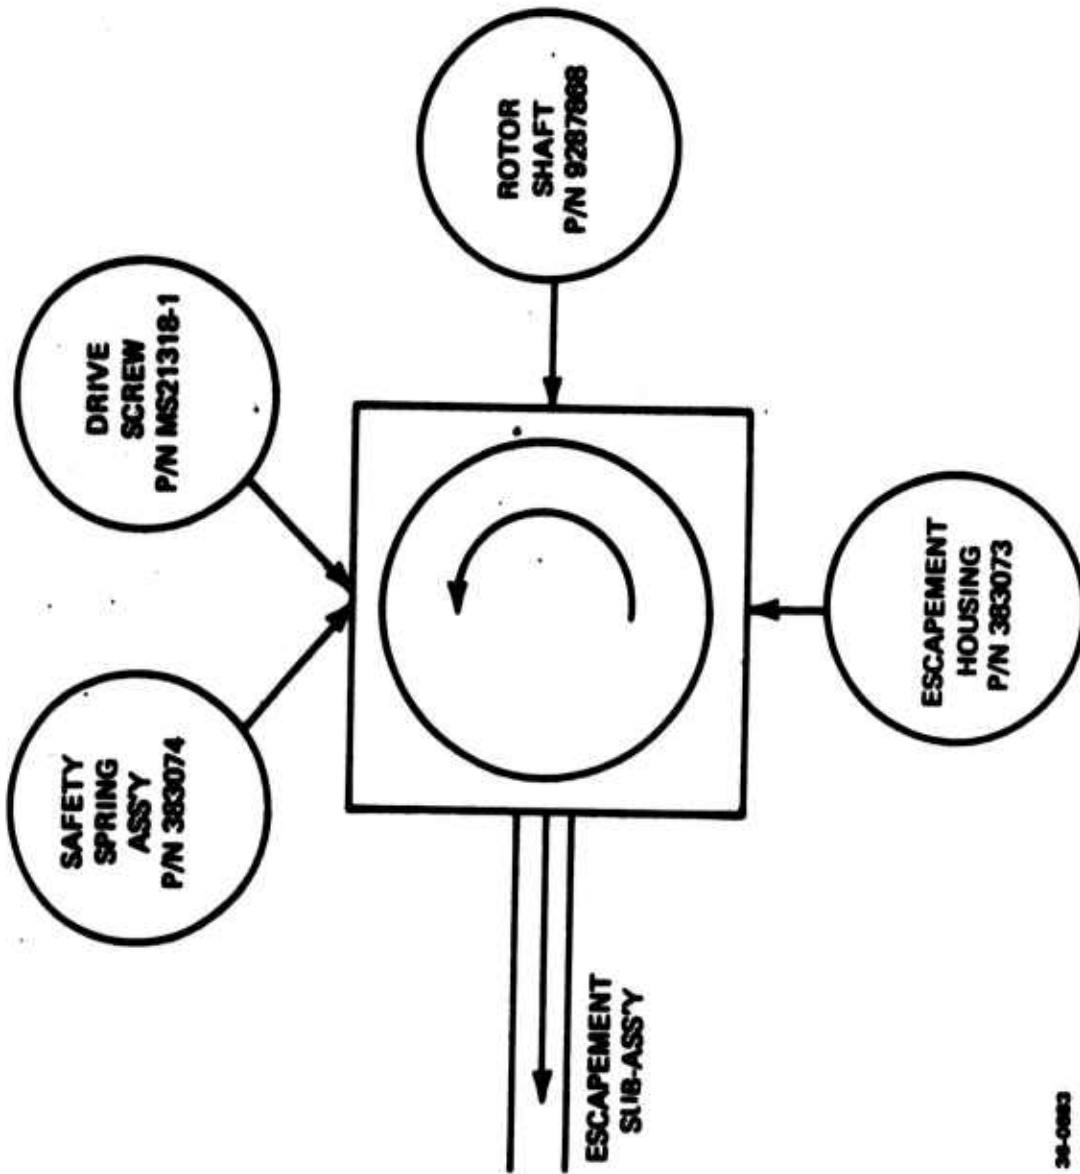 SAFETY
SPRING
ASS'Y
P/N 383074
DRIVE
SCREW
P/N MS21318-1
ROTOR
SHAFT
P/N 9287868
ESCAPEMENT
HOUSING
P/N 383073
ESCAPEMENT
SUB-ASS'Y